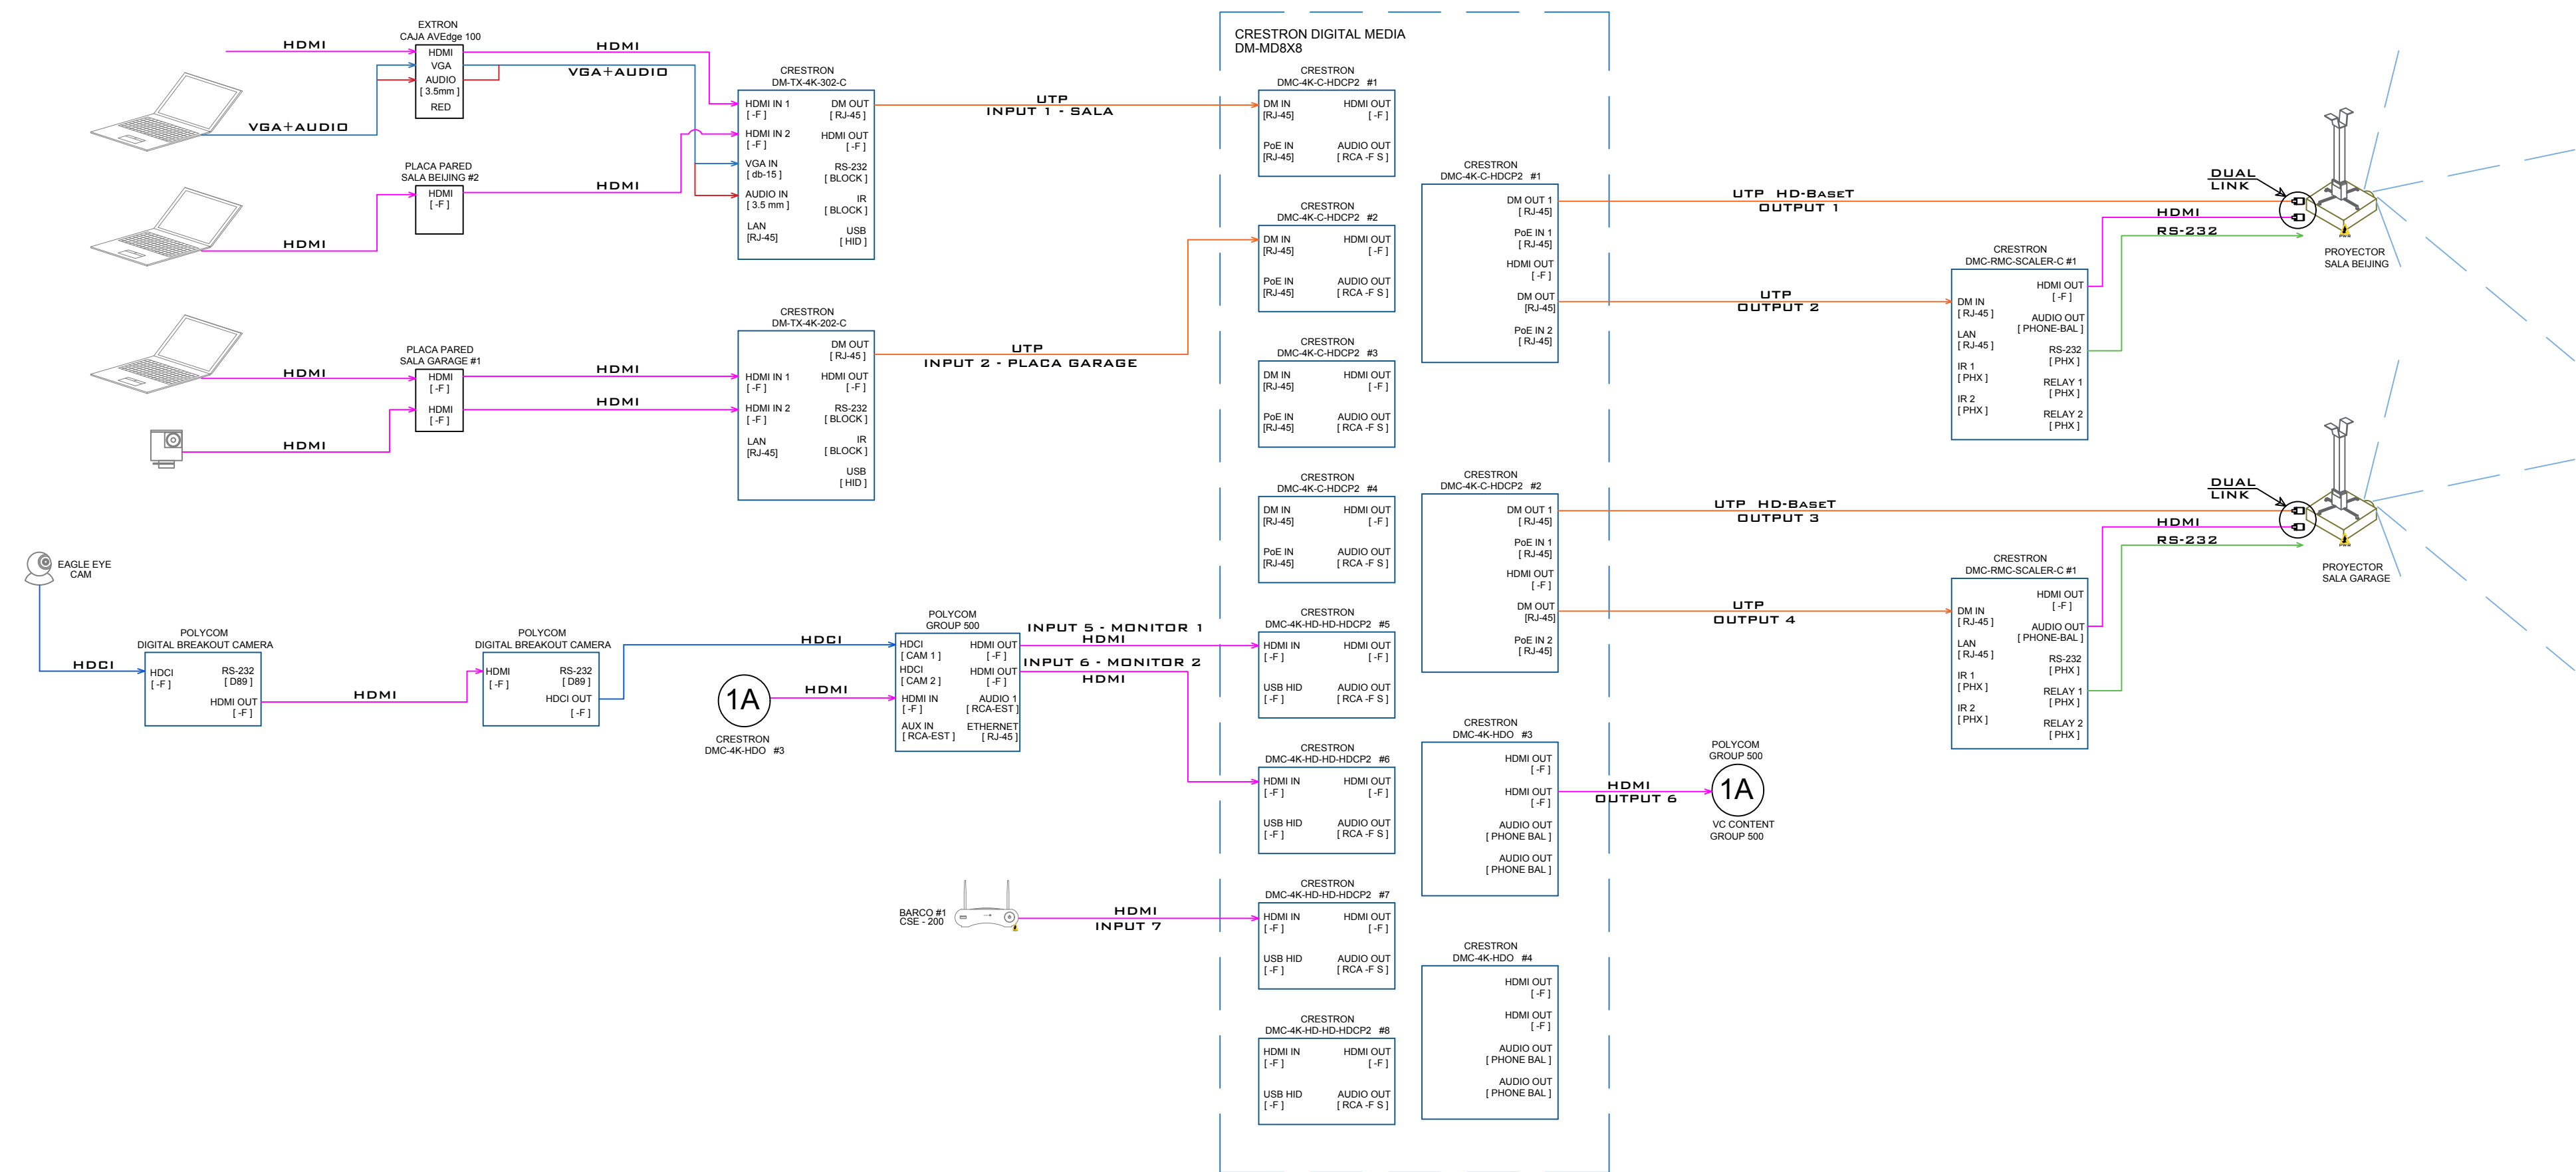 EXTRON
CAJA AVEdge 100
HDMI
HDMI
VGA
AUDIO
[ 3.5mm ]
RED
HDMI
VGA+AUDIO
VGA+AUDIO
PLACA PARED
SALA BEIJING #2
HDMI
[ -F ]
HDMI
HDMI
CRESTRON
DM-TX-4K-302-C
HDMI IN 1
[ -F ]
HDMI IN 2
[ -F ]
VGA IN
[ db-15 ]
AUDIO IN
[ 3.5 mm ]
LAN
[RJ-45]
DM OUT
[ RJ-45 ]
HDMI OUT
[ -F ]
RS-232
[ BLOCK ]
IR
[ BLOCK ]
USB
[ HID ]
UTP
INPUT 1 - SALA
PLACA PARED
SALA GARAGE #1
HDMI
[ -F ]
HDMI
[ -F ]
HDMI
HDMI
HDMI
HDMI
CRESTRON
DM-TX-4K-202-C
HDMI IN 1
[ -F ]
HDMI IN 2
[ -F ]
LAN
[RJ-45]
DM OUT
[ RJ-45 ]
HDMI OUT
[ -F ]
RS-232
[ BLOCK ]
IR
[ BLOCK ]
USB
[ HID ]
UTP
INPUT 2 - PLACA GARAGE
EAGLE EYE
CAM
HDCI
POLYCOM
DIGITAL BREAKOUT CAMERA
HDCI
[ -F ]
RS-232
[ D89 ]
HDMI OUT
[ -F ]
HDMI
POLYCOM
DIGITAL BREAKOUT CAMERA
HDMI
[ -F ]
RS-232
[ D89 ]
HDCI OUT
[ -F ]
HDCI
1A
CRESTRON
DMC-4K-HDO #3
HDMI
POLYCOM
GROUP 500
HDCI
[ CAM 1 ]
HDCI
[ CAM 2 ]
HDMI IN
[ -F ]
AUX IN
[ RCA-EST ]
HDMI OUT
[ -F ]
HDMI OUT
[ -F ]
AUDIO 1
[ RCA-EST ]
ETHERNET
[ RJ-45 ]
INPUT 5 - MONITOR 1
HDMI
INPUT 6 - MONITOR 2
HDMI
BARCO #1
CSE - 200
HDMI
INPUT 7
CRESTRON DIGITAL MEDIA
DM-MD8X8
CRESTRON
DMC-4K-C-HDCP2 #1
DM IN
[RJ-45]
PoE IN
[RJ-45]
HDMI OUT
[ -F ]
AUDIO OUT
[ RCA -F S ]
CRESTRON
DMC-4K-C-HDCP2 #2
DM IN
[RJ-45]
PoE IN
[RJ-45]
HDMI OUT
[ -F ]
AUDIO OUT
[ RCA -F S ]
CRESTRON
DMC-4K-C-HDCP2 #3
DM IN
[RJ-45]
PoE IN
[RJ-45]
HDMI OUT
[ -F ]
AUDIO OUT
[ RCA -F S ]
CRESTRON
DMC-4K-C-HDCP2 #4
DM IN
[RJ-45]
PoE IN
[RJ-45]
HDMI OUT
[ -F ]
AUDIO OUT
[ RCA -F S ]
CRESTRON
DMC-4K-HD-HD-HDCP2 #5
HDMI IN
[ -F ]
USB HID
[ -F ]
HDMI OUT
[ -F ]
AUDIO OUT
[ RCA -F S ]
CRESTRON
DMC-4K-HD-HD-HDCP2 #6
HDMI IN
[ -F ]
USB HID
[ -F ]
HDMI OUT
[ -F ]
AUDIO OUT
[ RCA -F S ]
CRESTRON
DMC-4K-HD-HD-HDCP2 #7
HDMI IN
[ -F ]
USB HID
[ -F ]
HDMI OUT
[ -F ]
AUDIO OUT
[ RCA -F S ]
CRESTRON
DMC-4K-HD-HD-HDCP2 #8
HDMI IN
[ -F ]
USB HID
[ -F ]
HDMI OUT
[ -F ]
AUDIO OUT
[ RCA -F S ]
CRESTRON
DMC-4K-C-HDCP2 #1
DM OUT 1
[ RJ-45]
PoE IN 1
[ RJ-45]
HDMI OUT
[ -F ]
DM OUT
[RJ-45]
PoE IN 2
[ RJ-45]
CRESTRON
DMC-4K-C-HDCP2 #2
DM OUT 1
[ RJ-45]
PoE IN 1
[ RJ-45]
HDMI OUT
[ -F ]
DM OUT
[RJ-45]
PoE IN 2
[ RJ-45]
CRESTRON
DMC-4K-HDO #3
HDMI OUT
[ -F ]
HDMI OUT
[ -F ]
AUDIO OUT
[ PHONE BAL ]
AUDIO OUT
[ PHONE BAL ]
CRESTRON
DMC-4K-HDO #4
HDMI OUT
[ -F ]
HDMI OUT
[ -F ]
AUDIO OUT
[ PHONE BAL ]
AUDIO OUT
[ PHONE BAL ]
UTP HD-BaseT
OUTPUT 1
UTP
OUTPUT 2
UTP HD-BaseT
OUTPUT 3
UTP
OUTPUT 4
HDMI
OUTPUT 6
POLYCOM
GROUP 500
1A
VC CONTENT
GROUP 500
CRESTRON
DMC-RMC-SCALER-C #1
DM IN
[ RJ-45 ]
LAN
[ RJ-45 ]
IR 1
[ PHX ]
IR 2
[ PHX ]
HDMI OUT
[ -F ]
AUDIO OUT
[ PHONE-BAL ]
RS-232
[ PHX ]
RELAY 1
[ PHX ]
RELAY 2
[ PHX ]
DUAL
LINK
HDMI
RS-232
PWR
PROYECTOR
SALA BEIJING
CRESTRON
DMC-RMC-SCALER-C #1
DM IN
[ RJ-45 ]
LAN
[ RJ-45 ]
IR 1
[ PHX ]
IR 2
[ PHX ]
HDMI OUT
[ -F ]
AUDIO OUT
[ PHONE-BAL ]
RS-232
[ PHX ]
RELAY 1
[ PHX ]
RELAY 2
[ PHX ]
DUAL
LINK
HDMI
RS-232
PWR
PROYECTOR
SALA GARAGE